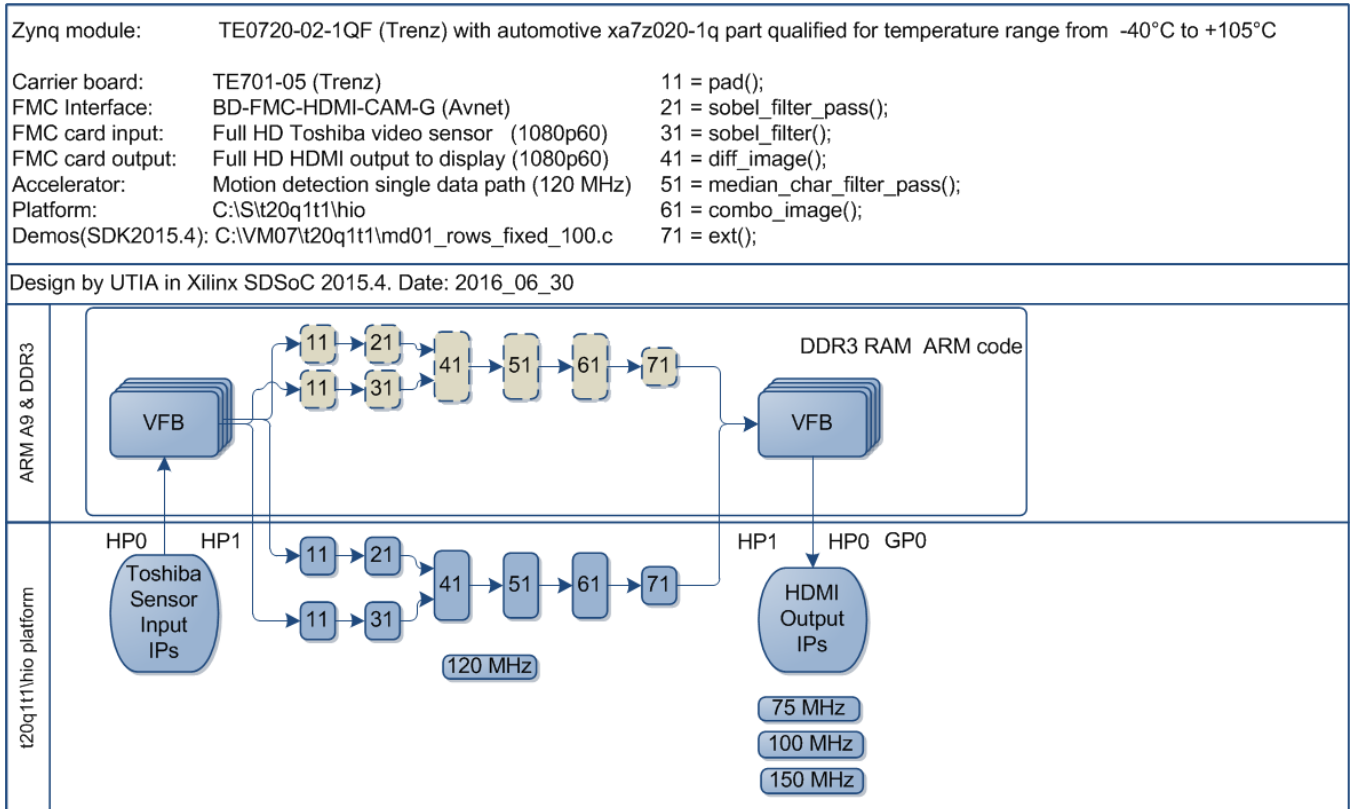 Zynq module: TE0720-02-1QF (Trenz) with automotive xa7z020-1q part qualified for temperature range from -40°C to +105°C
Carrier board: TE701-05 (Trenz) 11 = pad();
FMC Interface: BD-FMC-HDMI-CAM-G (Avnet) 21 = sobel_filter_pass();
FMC card input: Full HD Toshiba video sensor (1080p60) 31 = sobel_filter();
FMC card output: Full HD HDMI output to display (1080p60) 41 = diff_image();
Accelerator: Motion detection single data path (120 MHz) 51 = median_char_filter_pass();
Platform: C:\S\t20q1t1\hio 61 = combo_image();
Demos(SDK2015.4): C:\VM07\t20q1t1\md01_rows_fixed_100.c 71 = ext();
Design by UTIA in Xilinx SDSoC 2015.4. Date: 2016_06_30
ARM A9 & DDR3
DDR3 RAM ARM code
11 21
41 51 61 71
11 31
VFB
VFB
t20q1t1\hio platform
HP0 HP1
HP1 HP0 GP0
11 21
41 51 61 71
11 31
Toshiba
Sensor
Input
IPs
HDMI
Output
IPs
120 MHz
75 MHz
100 MHz
150 MHz